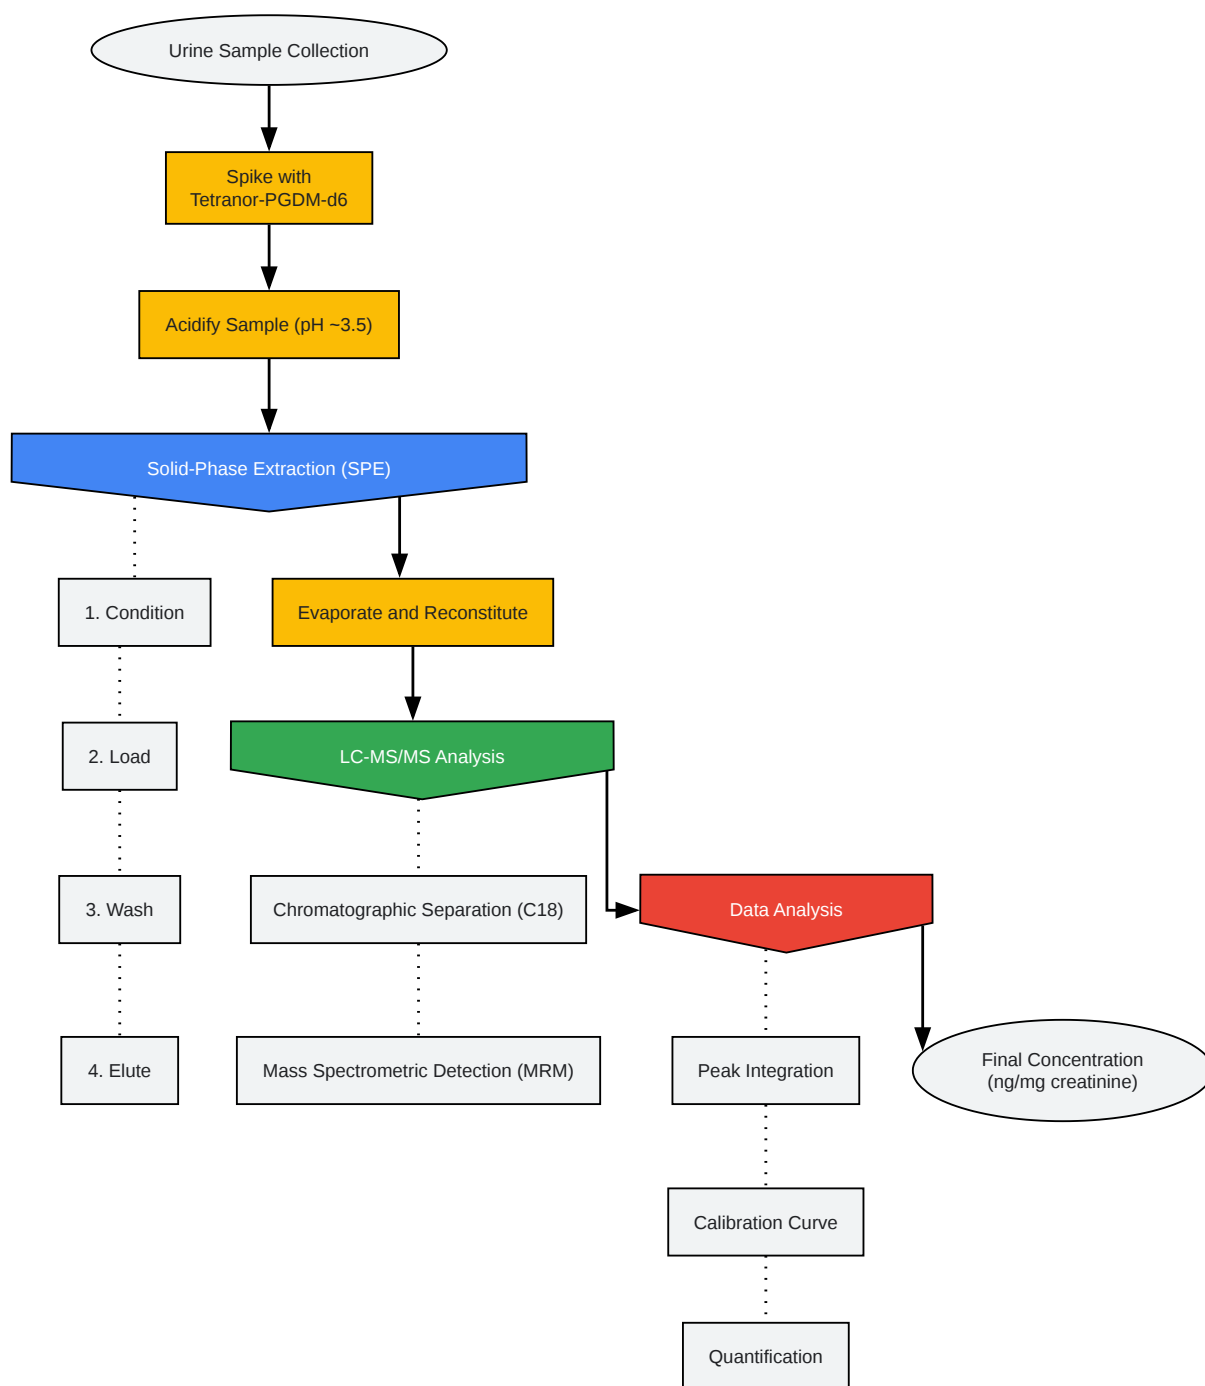 Urine Sample Collection
Spike with
Tetranor-PGDM-d6
Acidify Sample (pH ~3.5)
Solid-Phase Extraction (SPE)
1. Condition
Evaporate and Reconstitute
2. Load
LC-MS/MS Analysis
3. Wash
Chromatographic Separation (C18)
Data Analysis
4. Elute
Mass Spectrometric Detection (MRM)
Peak Integration
Final Concentration
(ng/mg creatinine)
Calibration Curve
Quantification